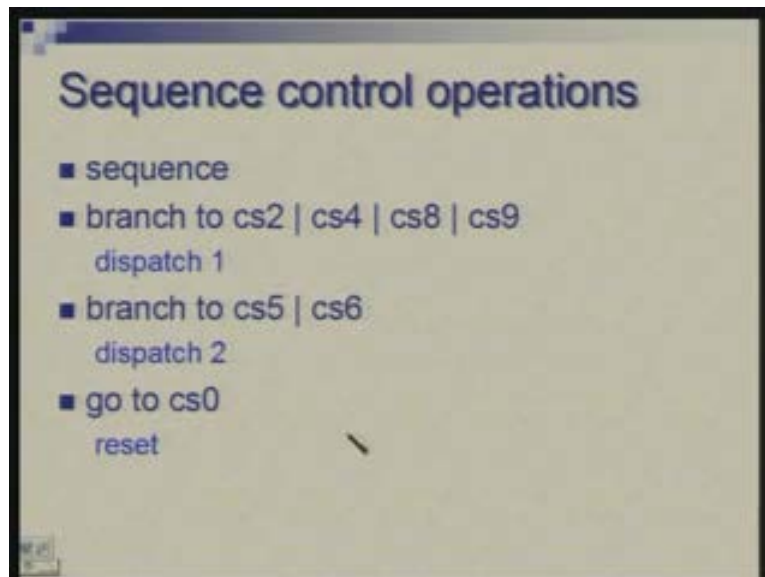 Sequence control operations
■ sequence
■ branch to cs2 | cs4 | cs8 | cs9
dispatch 1
■ branch to cs5 | cs6
dispatch 2
■ go to cs0
reset